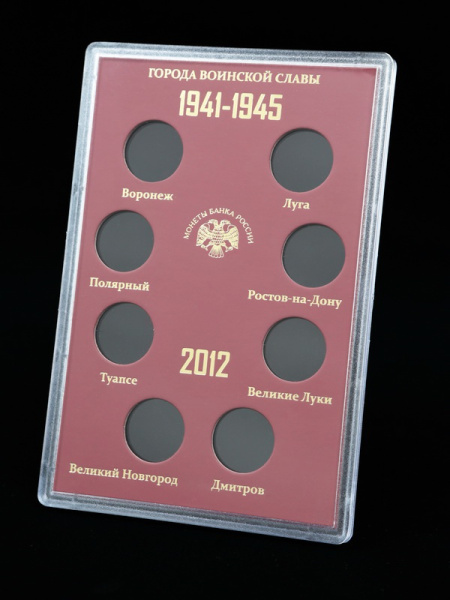 ГОРОДА ВОИНСКОЙ СЛАВЫ
1941-1945
Воронеж
Луга
МОНЕТЫ БАНКА РОССИИ
Полярный
Ростов-на-Дону
2012
Туапсе
Великие Луки
Великий Новгород
Дмитров